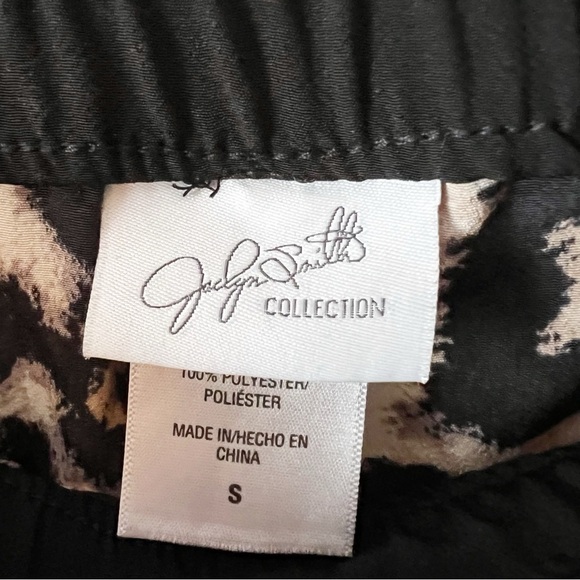 Jaclyn Smith
COLLECTION
100% POLYESTER/
POLIÉSTER
MADE IN/HECHO EN
CHINA
S